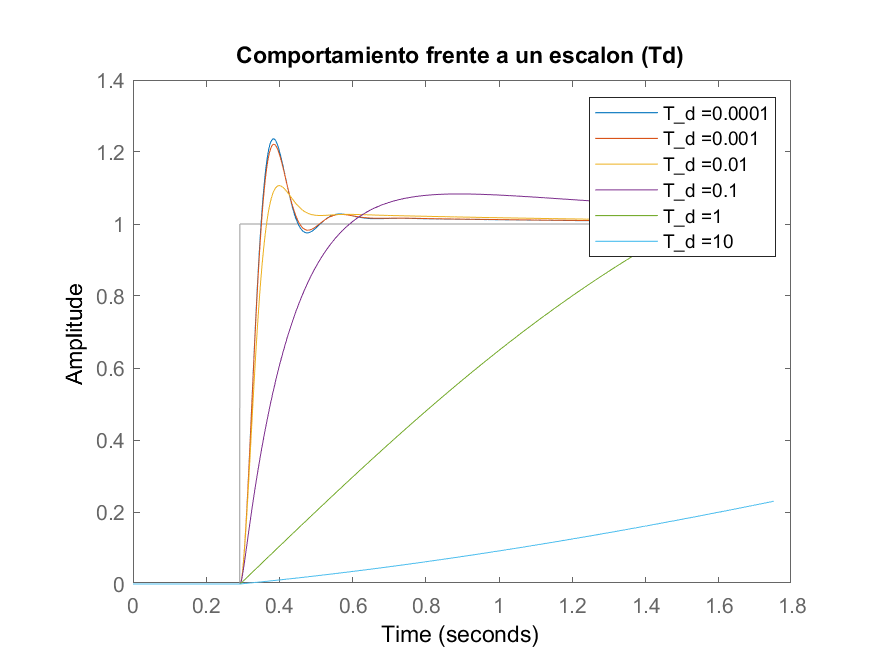 Comportamiento frente a un escalon (Td)
1.4
1.2
1
0.8
0.6
0.4
0.2
0
Amplitude
T_d =0.0001
T_d =0.001
T_d =0.01
T_d =0.1
T_d =1
T_d =10
0 0.2 0.4 0.6 0.8 1 1.2 1.4 1.6 1.8
Time (seconds)